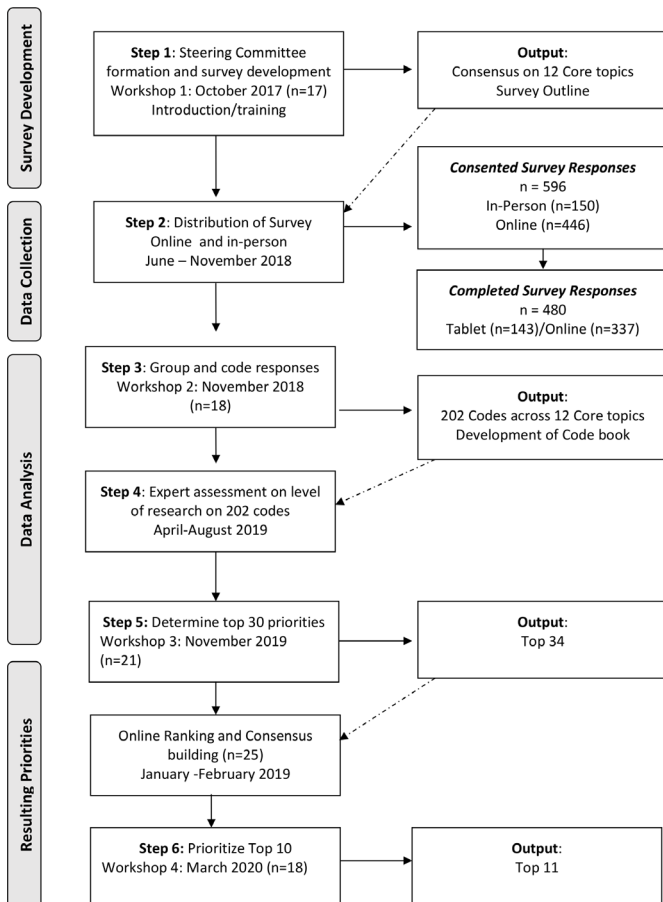 Survey Development
Step 1: Steering Committee
formation and survey development
Workshop 1: October 2017 (n=17)
Introduction/training
Output:
Consensus on 12 Core topics
Survey Outline
Data Collection
Step 2: Distribution of Survey
Online and in-person
June – November 2018
Consented Survey Responses
n = 596
In-Person (n=150)
Online (n=446)
Completed Survey Responses
n = 480
Tablet (n=143)/Online (n=337)
Data Analysis
Step 3: Group and code responses
Workshop 2: November 2018
(n=18)
Output:
202 Codes across 12 Core topics
Development of Code book
Step 4: Expert assessment on level
of research on 202 codes
April-August 2019
Step 5: Determine top 30 priorities
Workshop 3: November 2019
(n=21)
Output:
Top 34
Resulting Priorities
Online Ranking and Consensus
building (n=25)
January -February 2019
Step 6: Prioritize Top 10
Workshop 4: March 2020 (n=18)
Output:
Top 11